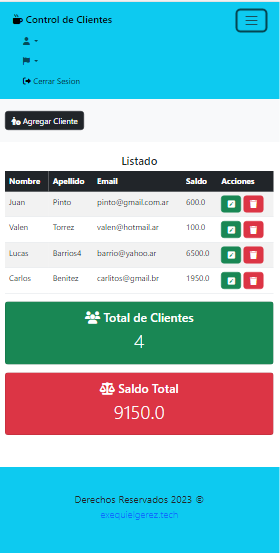 Control de Clientes
Cerrar Sesion
Agregar Cliente
Listado
Nombre Apellido Email Saldo Acciones
Juan Pinto pinto@gmail.com.ar 600.0
Valen Torrez valen@hotmail.ar 100.0
Lucas Barrios4 barrio@yahoo.ar 6500.0
Carlos Benitez carlitos@gmail.br 1950.0
Total de Clientes
4
Saldo Total
9150.0
Derechos Reservados 2023 ©
exequielgerez.tech